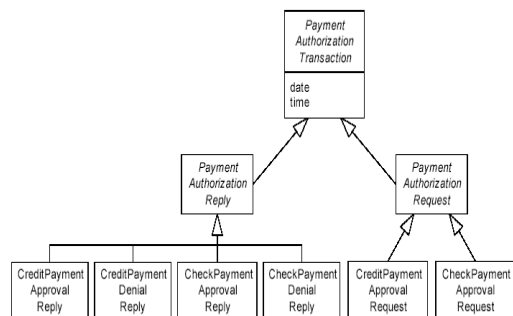 Payment
Authorization
Transaction
date
time
Payment
Authorization
Reply
Payment
Authorization
Request
CreditPayment
Approval
Reply
CreditPayment
Denial
Reply
CheckPayment
Approval
Reply
CheckPayment
Denial
Reply
CreditPayment
Approval
Request
CheckPayment
Approval
Request